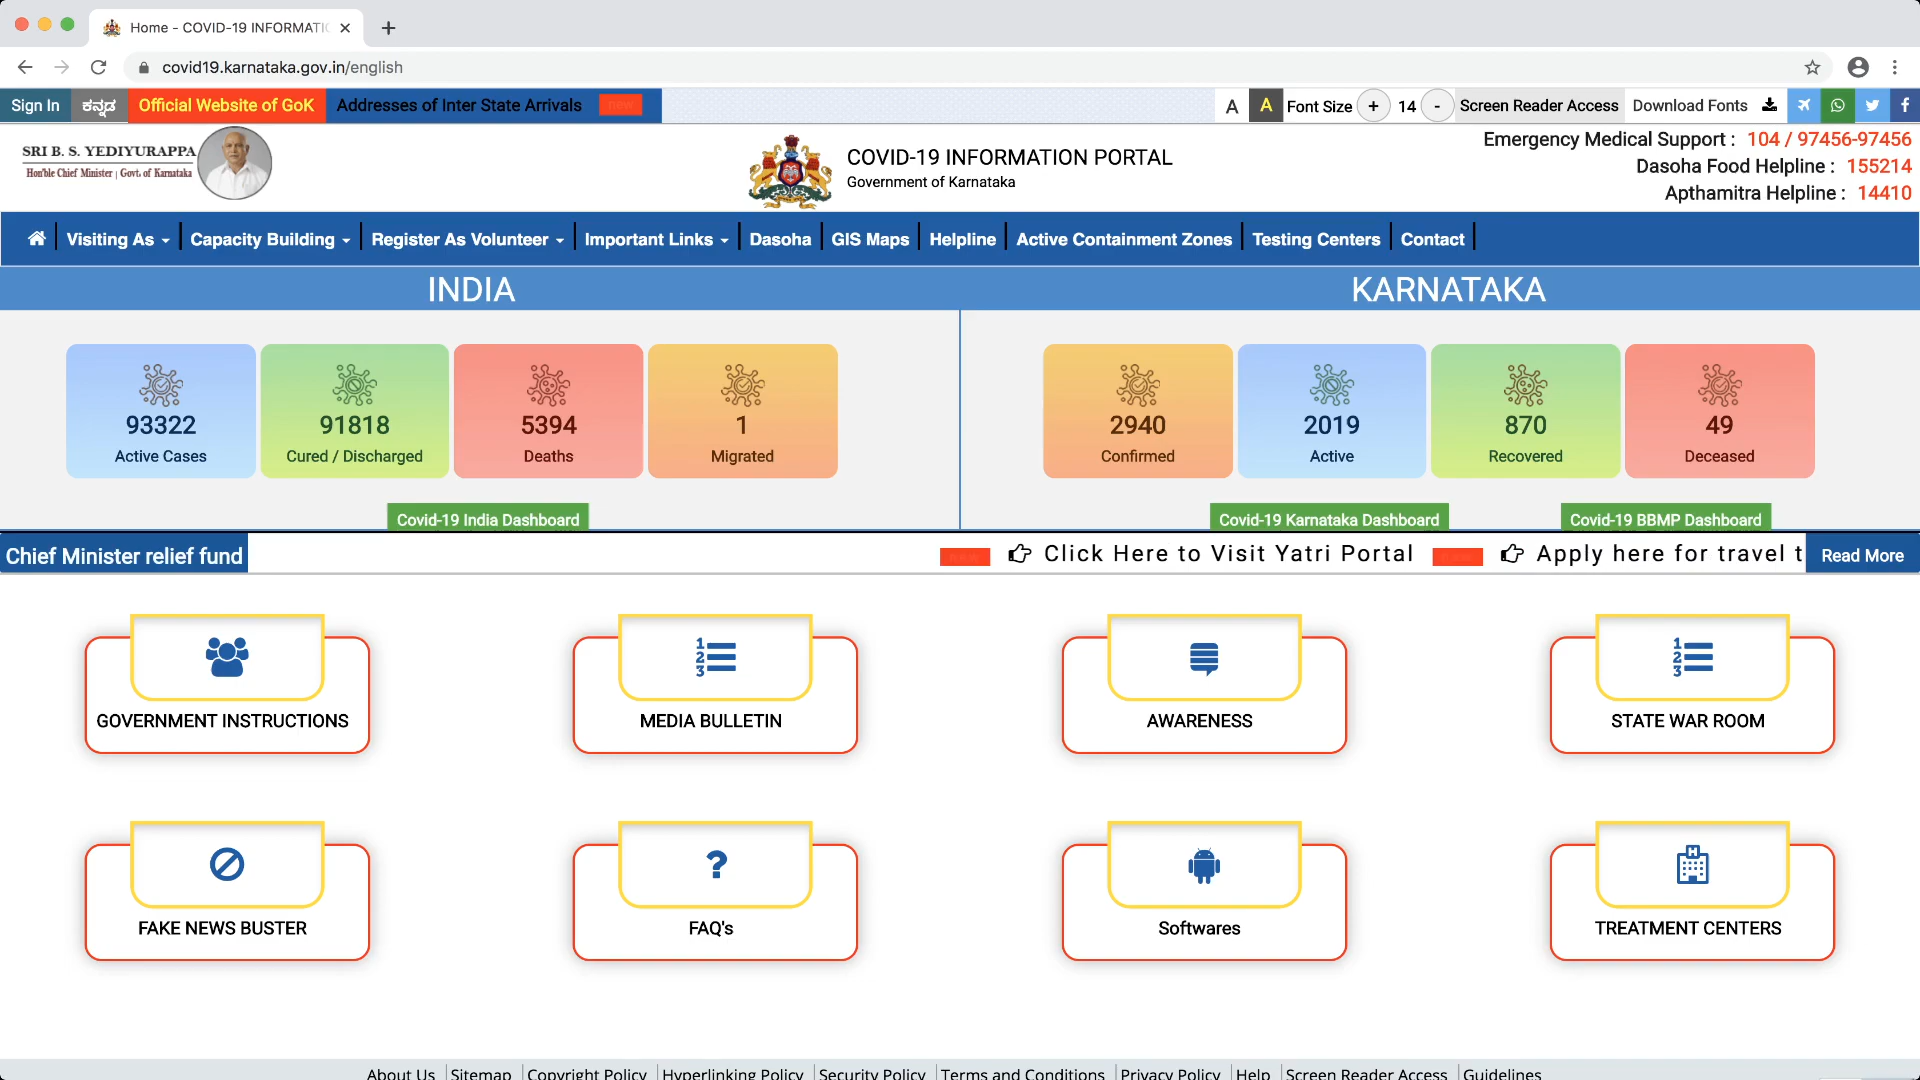 Home - COVID-19 INFORMATIO
covid19.karnataka.gov.in/english
Sign In ಕನ್ನಡ Official Website of GoK Addresses of Inter State Arrivals new A A Font Size + 14 - Screen Reader Access Download Fonts
SRI B. S. YEDIYURAPPA
Hon'ble Chief Minister | Govt. of Karnataka
COVID-19 INFORMATION PORTAL
Government of Karnataka
Emergency Medical Support : 104 / 97456-97456
Dasoha Food Helpline : 155214
Apthamitra Helpline : 14410
Visiting As Capacity Building Register As Volunteer Important Links Dasoha GIS Maps Helpline Active Containment Zones Testing Centers Contact
INDIA KARNATAKA
93322 91818 5394 1 2940 2019 870 49
Active Cases Cured / Discharged Deaths Migrated Confirmed Active Recovered Deceased
Covid-19 India Dashboard Covid-19 Karnataka Dashboard Covid-19 BBMP Dashboard
Chief Minister relief fund Click Here to Visit Yatri Portal Apply here for travel t Read More
GOVERNMENT INSTRUCTIONS MEDIA BULLETIN AWARENESS STATE WAR ROOM
FAKE NEWS BUSTER FAQ's Softwares TREATMENT CENTERS
About Us Sitemap Copyright Policy Hyperlinking Policy Security Policy Terms and Conditions Privacy Policy Help Screen Reader Access Guidelines